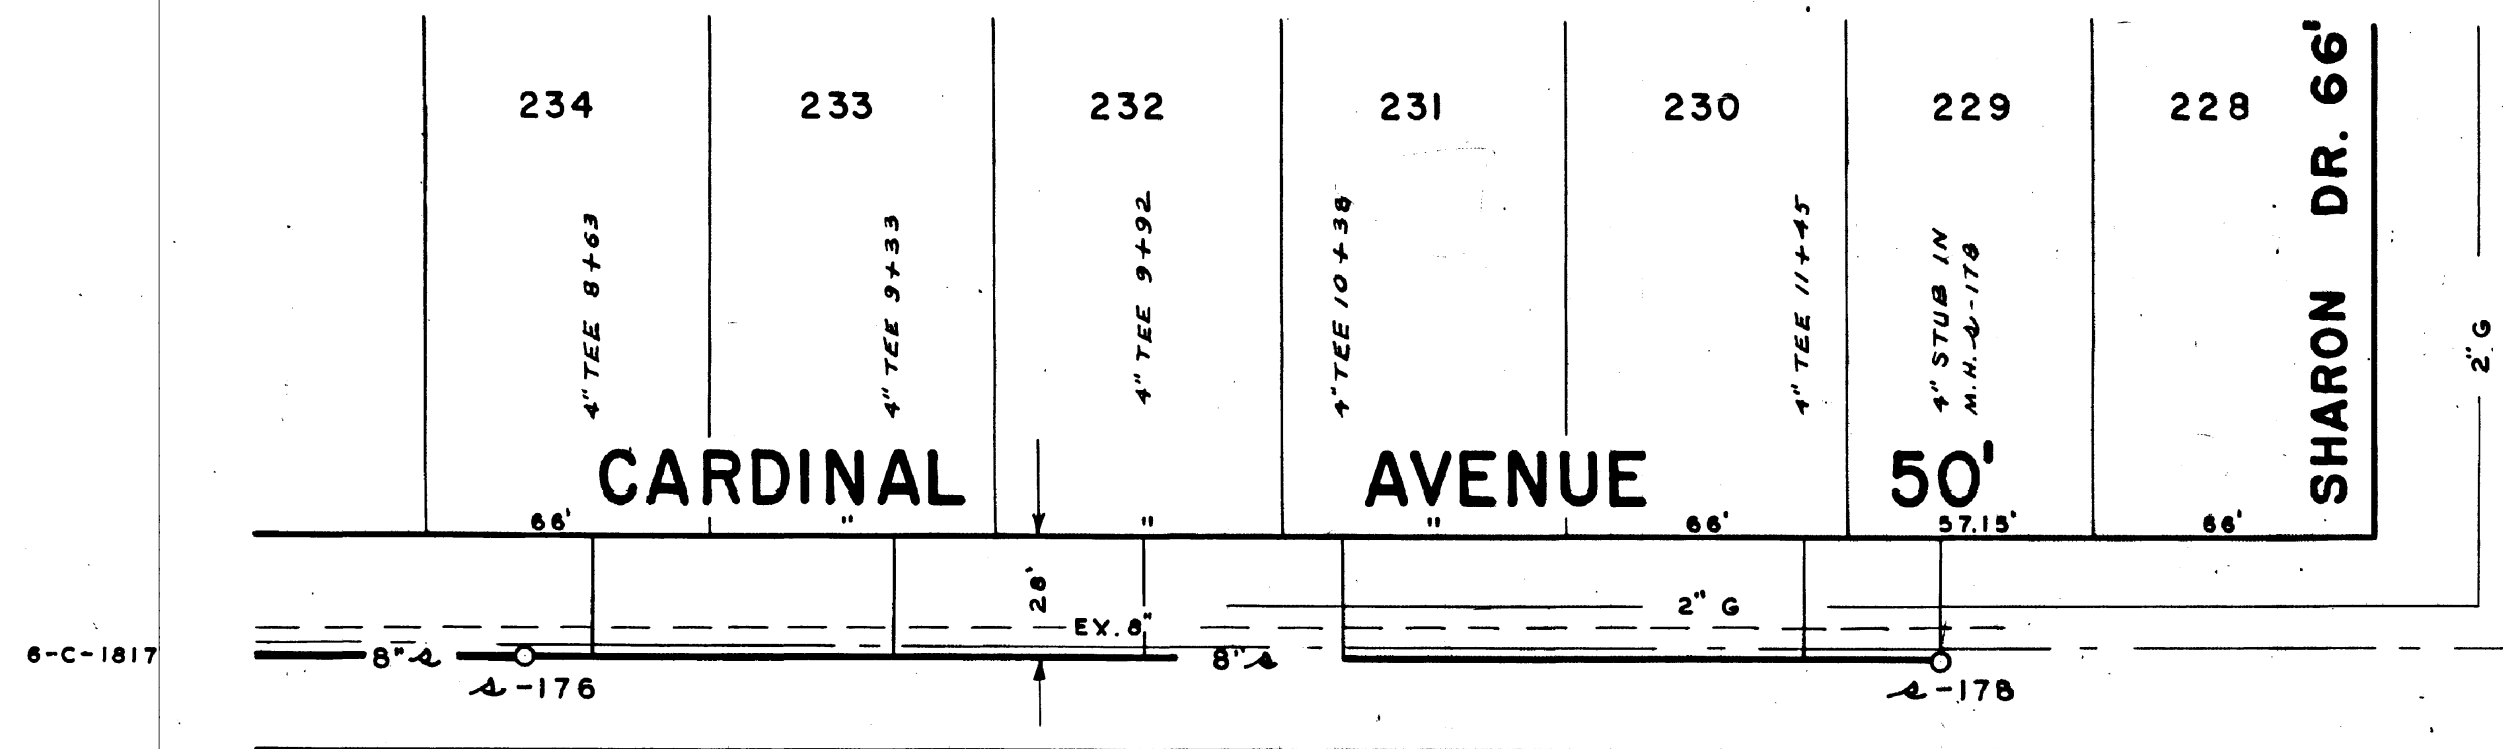 234
233
232
231
230
229
228
SHARON DR. 66'
4" TEE 8+63
4" TEE 9+33
4" TEE 9+92
4" TEE 10+38
4" TEE 11+45
4" STUB IN
M.H. s-178
2" G
CARDINAL AVENUE 50'
66'
"
"
"
66'
57.15'
66'
28'
2" G
EX. 8"
6-C-1817
8" s
8" s
s-176
s-178